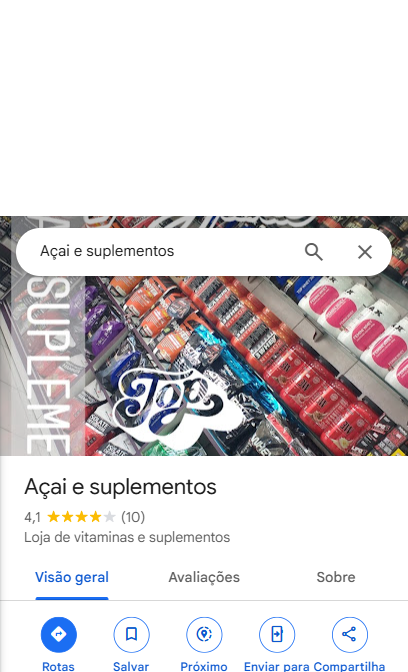 Açai e suplementos
SUPLEME
Top
Açai e suplementos
4,1 (10)
Loja de vitaminas e suplementos
Visão geral
Avaliações
Sobre
Rotas
Salvar
Próximo
Enviar para
Compartilha